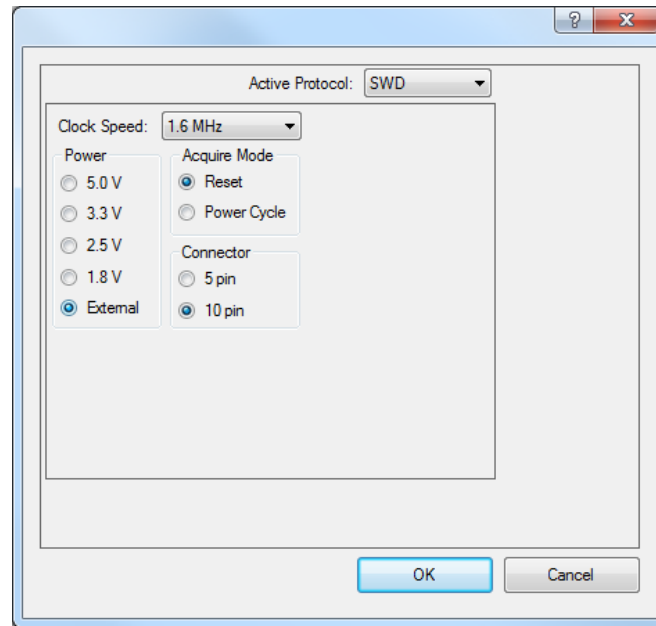 ?
X
Active Protocol: SWD
Clock Speed: 1.6 MHz
Power
5.0 V
3.3 V
2.5 V
1.8 V
External
Acquire Mode
Reset
Power Cycle
Connector
5 pin
10 pin
OK
Cancel